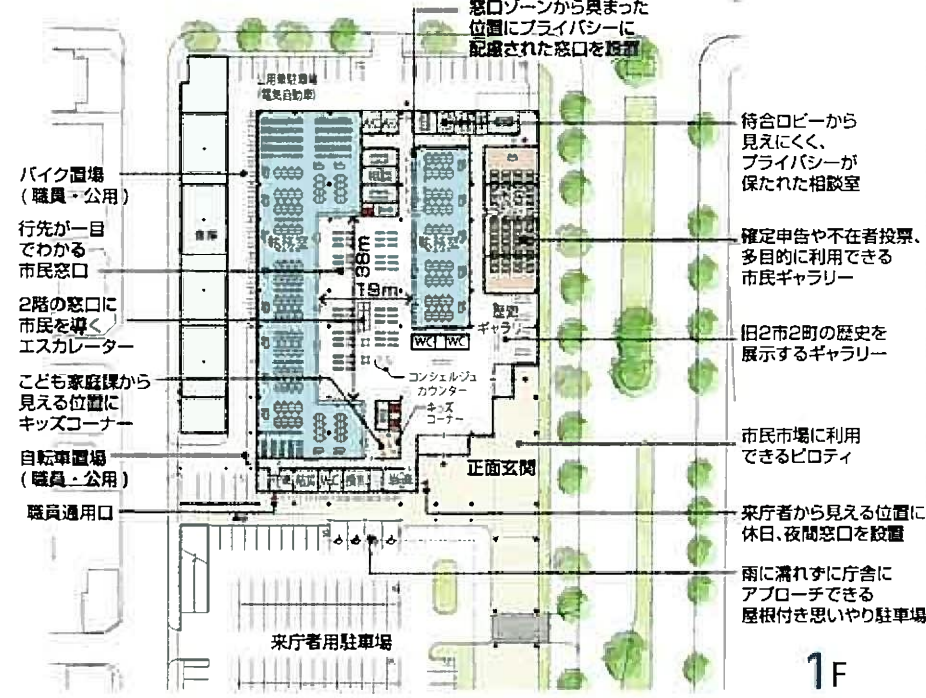 窓口ゾーンから奥まった
位置にプライバシーに
配慮された窓口を設置
公用車駐車場
(電気自動車)
待合ロビーから
見えにくく、
プライバシーが
保たれた相談室
バイク置場
(職員・公用)
行先が一目
でわかる
市民窓口
2階の窓口に
市民を導く
エスカレーター
こども家庭課から
見える位置に
キッズコーナー
自転車置場
(職員・公用)
職員通用口
車庫
執務室
38m
19m
執務室
WC WC
歴史
ギャラリー
コンシェルジュ
カウンター
キッズ
コーナー
WC
正面玄関
確定申告や不在者投票、
多目的に利用できる
市民ギャラリー
旧2市2町の歴史を
展示するギャラリー
市民市場に利用
できるピロティ
来庁者から見える位置に
休日、夜間窓口を設置
雨に濡れずに庁舎に
アプローチできる
屋根付き思いやり駐車場
来庁者用駐車場
1F